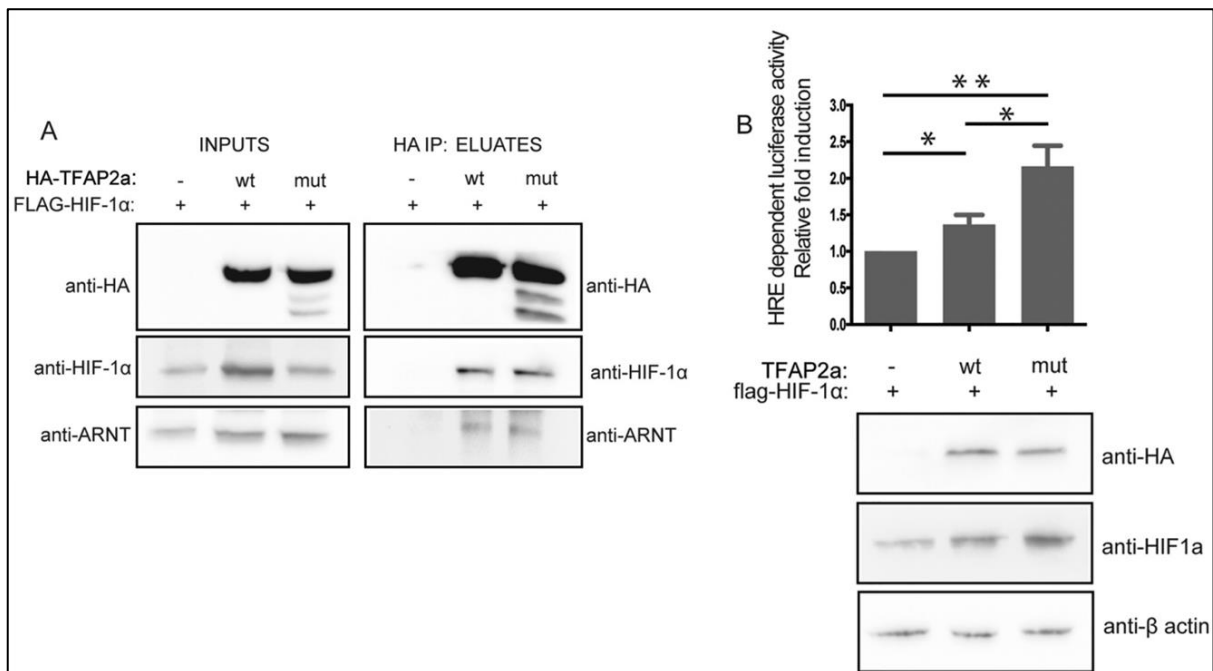 A
INPUTS
HA IP: ELUATES
HA-TFAP2a:
- wt mut
- wt mut
FLAG-HIF-1α:
+ + +
+ + +
anti-HA
anti-HA
anti-HIF-1α
anti-HIF-1α
anti-ARNT
anti-ARNT
B
HRE dependent luciferase activity
Relative fold induction
3.0
2.5
2.0
1.5
1.0
0.5
0.0
* *
*
*
TFAP2a: - wt mut
flag-HIF-1α: + + +
anti-HA
anti-HIF1a
anti-β actin